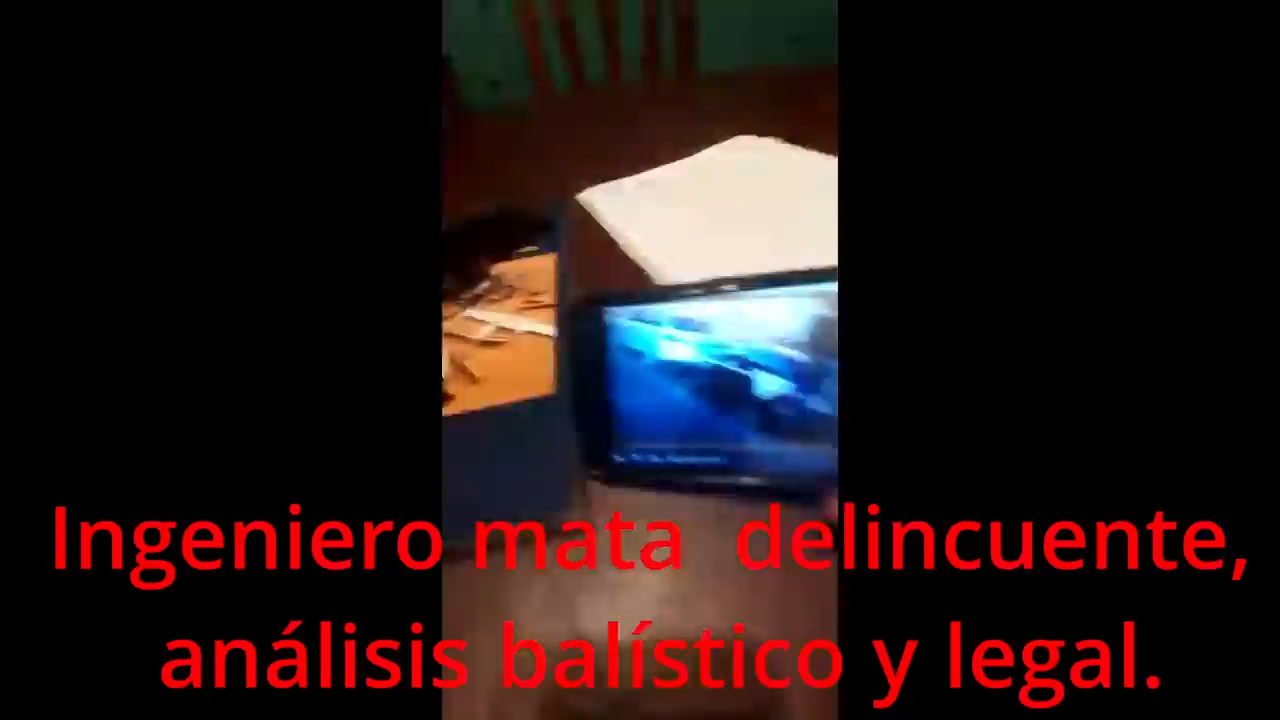 Ingeniero mata  delincuente,
análisis balístico y legal.